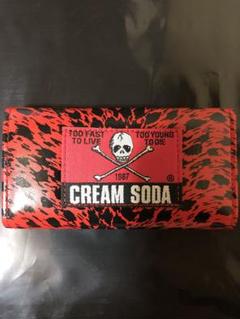 TOO FAST TOO YOUNG
TO LIVE TO DIE
1987
®
CREAM SODA